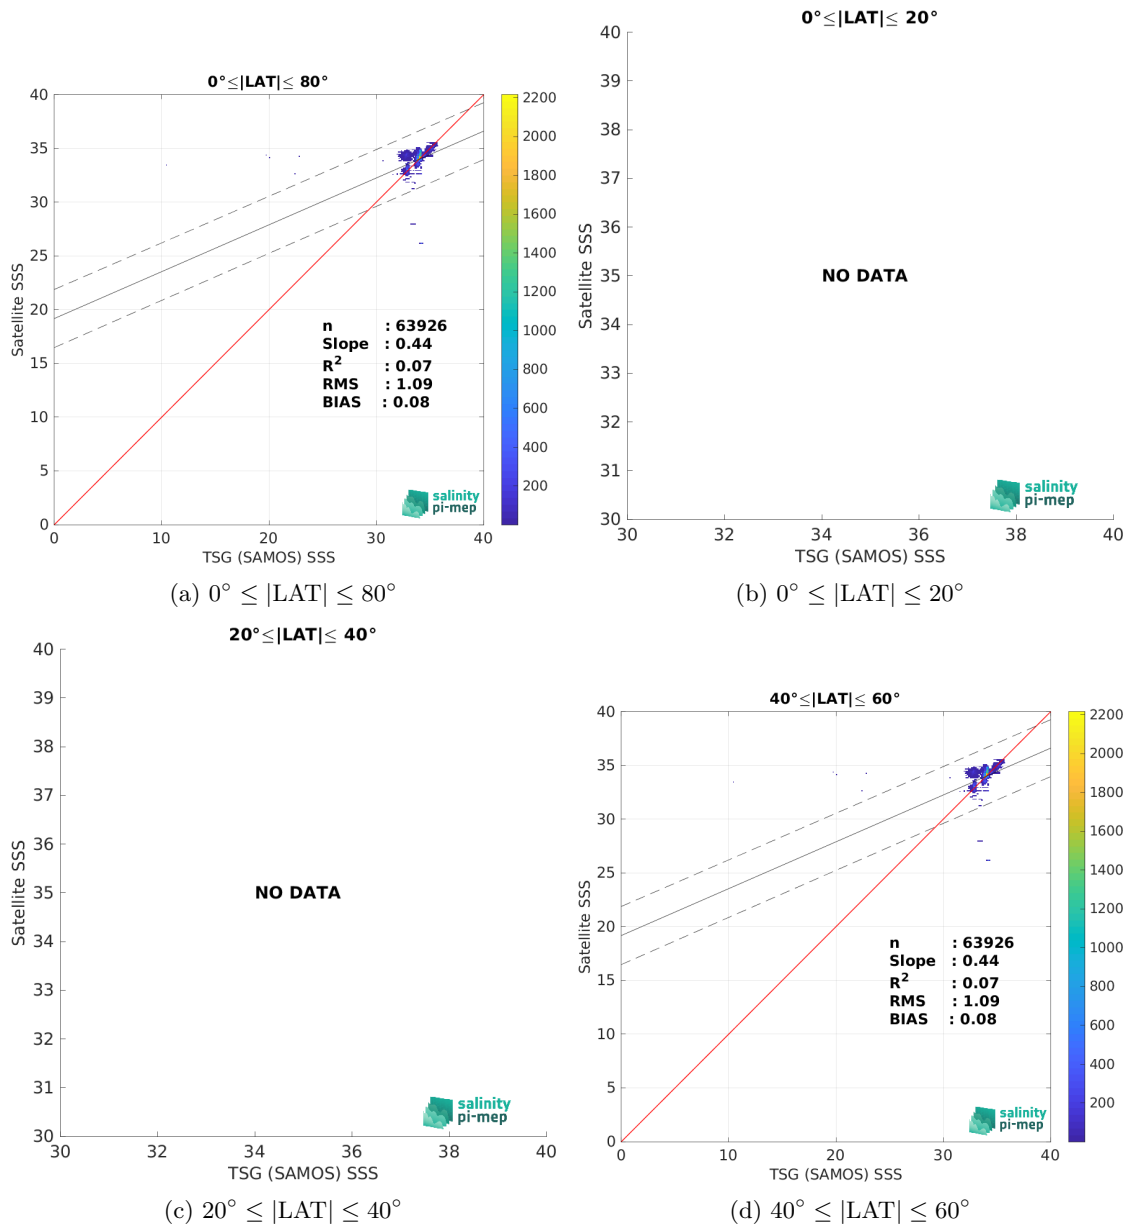 0°≤|LAT|≤ 80°
40
35
30
25
20
15
10
5
0
Satellite SSS
0 10 20 30 40
TSG (SAMOS) SSS
n : 63926
Slope : 0.44
R² : 0.07
RMS : 1.09
BIAS : 0.08
salinity
pi-mep
2200
2000
1800
1600
1400
1200
1000
800
600
400
200
(a) 0° ≤ |LAT| ≤ 80°
0°≤|LAT|≤ 20°
40
39
38
37
36
35
34
33
32
31
30
Satellite SSS
NO DATA
30 32 34 36 38 40
TSG (SAMOS) SSS
salinity
pi-mep
(b) 0° ≤ |LAT| ≤ 20°
20°≤|LAT|≤ 40°
40
39
38
37
36
35
34
33
32
31
30
Satellite SSS
NO DATA
30 32 34 36 38 40
TSG (SAMOS) SSS
salinity
pi-mep
(c) 20° ≤ |LAT| ≤ 40°
40°≤|LAT|≤ 60°
40
35
30
25
20
15
10
5
0
Satellite SSS
0 10 20 30 40
TSG (SAMOS) SSS
n : 63926
Slope : 0.44
R² : 0.07
RMS : 1.09
BIAS : 0.08
salinity
pi-mep
2200
2000
1800
1600
1400
1200
1000
800
600
400
200
(d) 40° ≤ |LAT| ≤ 60°